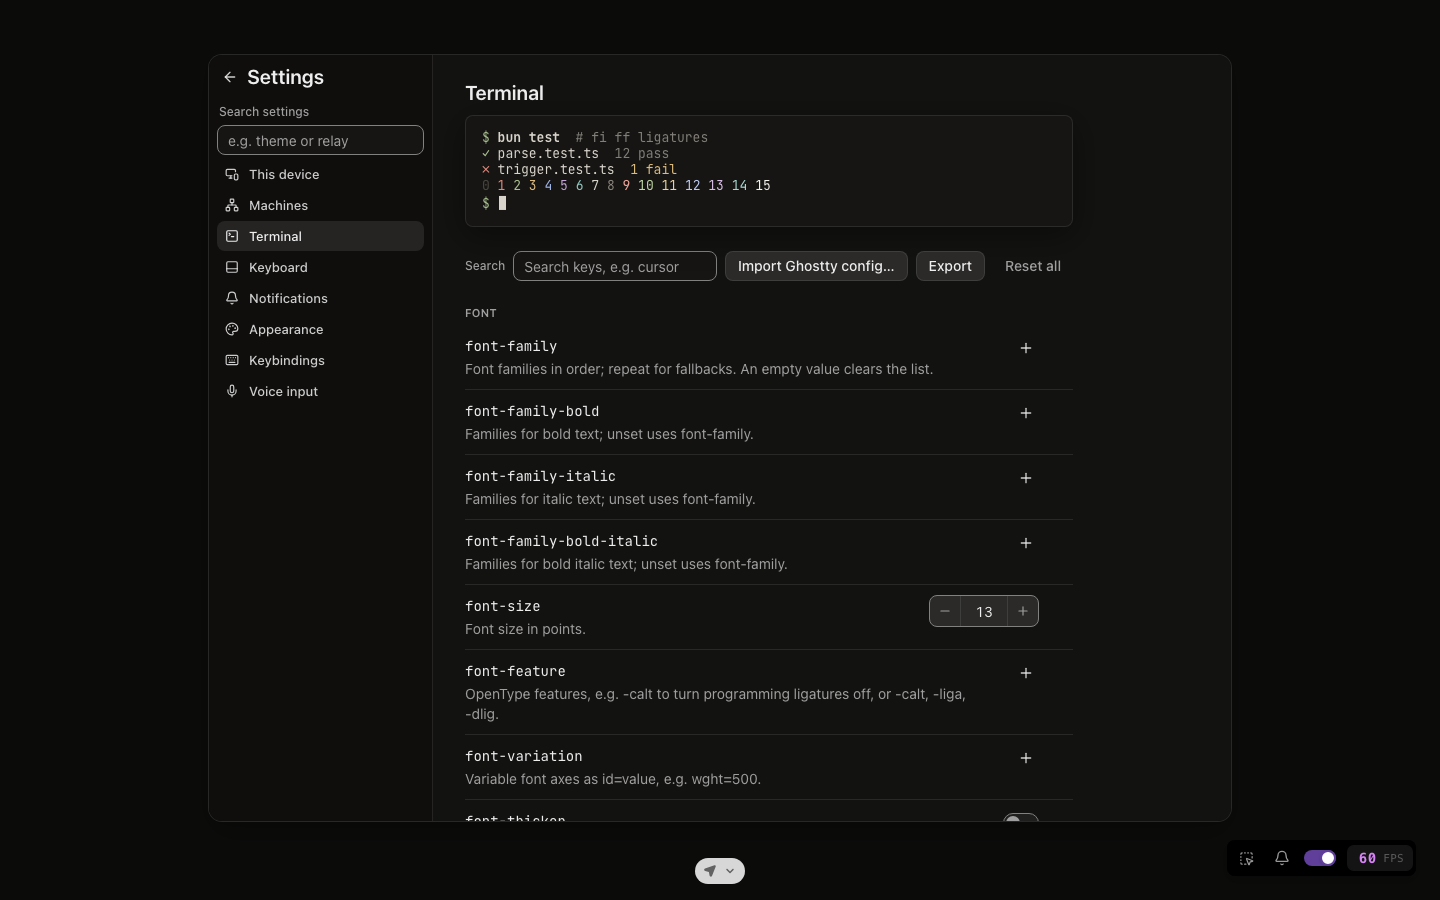 Settings
Search settings
e.g. theme or relay
This device
Machines
Terminal
Keyboard
Notifications
Appearance
Keybindings
Voice input
Terminal
$ bun test # fi ff ligatures
✓ parse.test.ts 12 pass
✕ trigger.test.ts 1 fail
0 1 2 3 4 5 6 7 8 9 10 11 12 13 14 15
$
Search
Search keys, e.g. cursor
Import Ghostty config...
Export
Reset all
FONT
font-family
Font families in order; repeat for fallbacks. An empty value clears the list.
font-family-bold
Families for bold text; unset uses font-family.
font-family-italic
Families for italic text; unset uses font-family.
font-family-bold-italic
Families for bold italic text; unset uses font-family.
font-size
13
Font size in points.
font-feature
OpenType features, e.g. -calt to turn programming ligatures off, or -calt, -liga,
-dlig.
font-variation
Variable font axes as id=value, e.g. wght=500.
font-thicken
60 FPS